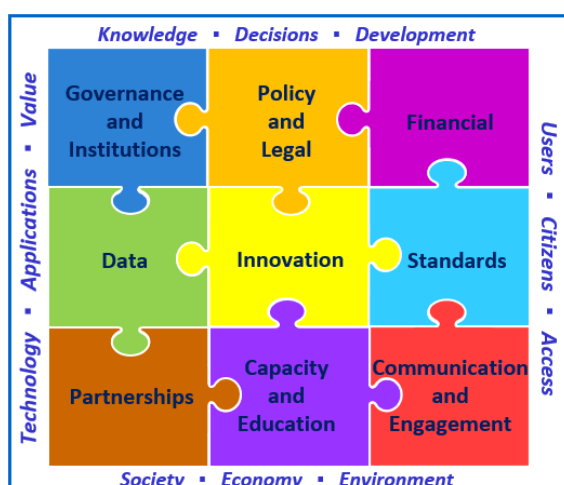 Knowledge ▪ Decisions ▪ Development
Technology ▪ Applications ▪ Value
Governance
and
Institutions
Policy
and
Legal
Financial
Users ▪ Citizens ▪ Access
Data
Innovation
Standards
Partnerships
Capacity
and
Education
Communication
and
Engagement
Society ▪ Economy ▪ Environment